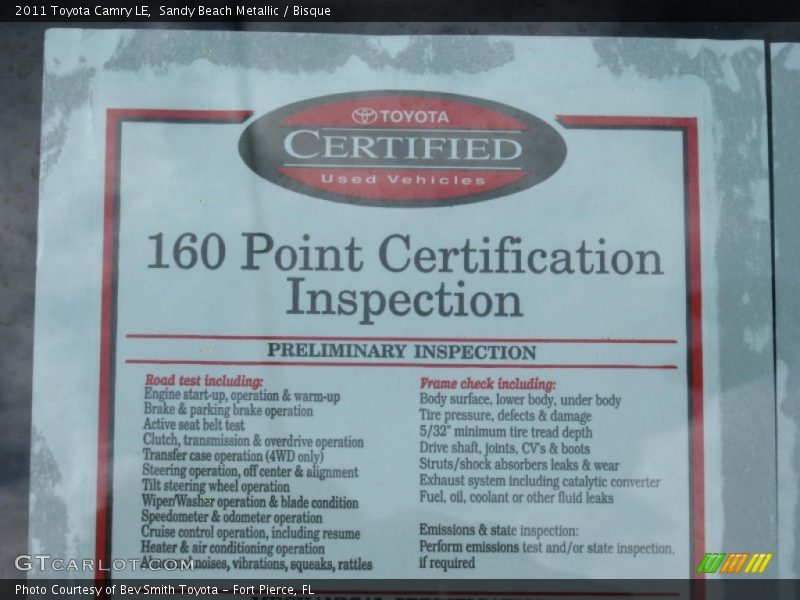 2011 Toyota Camry LE, Sandy Beach Metallic / Bisque
TOYOTA
CERTIFIED
Used Vehicles
160 Point Certification
Inspection
PRELIMINARY INSPECTION
Road test including:
Engine start-up, operation & warm-up
Brake & parking brake operation
Active seat belt test
Clutch, transmission & overdrive operation
Transfer case operation (4WD only)
Steering operation, off center & alignment
Tilt steering wheel operation
Wiper/Washer operation & blade condition
Speedometer & odometer operation
Cruise control operation, including resume
Heater & air conditioning operation
noises, vibrations, squeaks, rattles
Frame check including:
Body surface, lower body, under body
Tire pressure, defects & damage
5/32" minimum tire tread depth
Drive shaft, joints, CV's & boots
Struts/shock absorbers leaks & wear
Exhaust system including catalytic converter
Fuel, oil, coolant or other fluid leaks
Emissions & state inspection:
Perform emissions test and/or state inspection,
if required
GTcarlot.com
Photo Courtesy of Bev Smith Toyota - Fort Pierce, FL